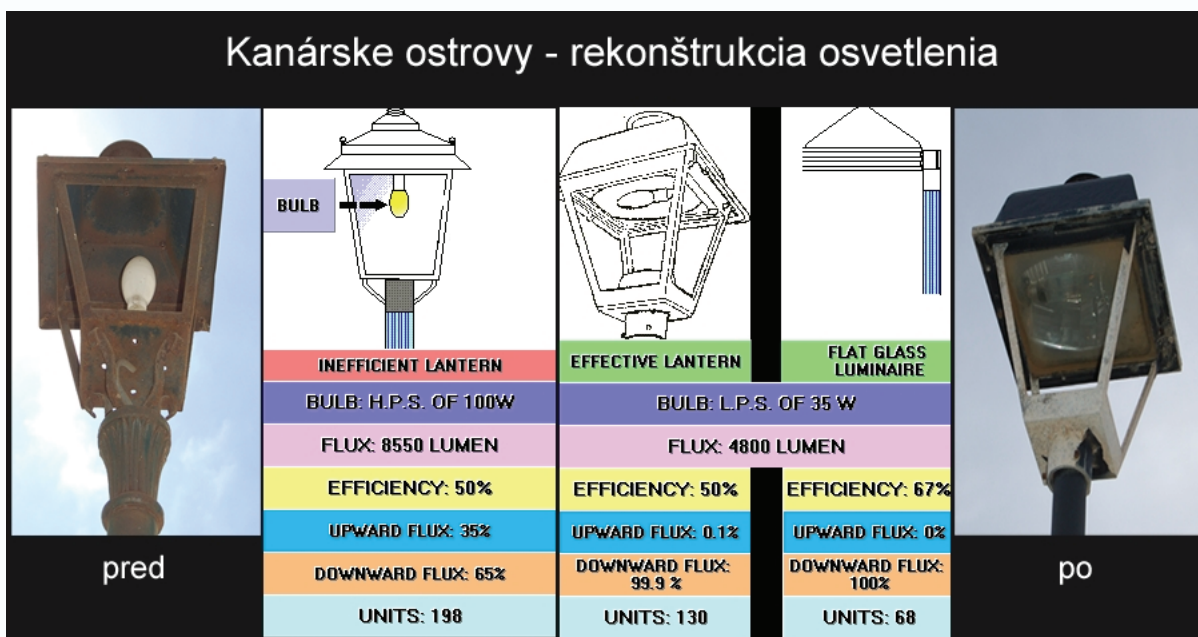 Kanárske ostrovy - rekonštrukcia osvetlenia
BULB
INEFFICIENT LANTERN
BULB: H.P.S. OF 100W
FLUX: 8550 LUMEN
EFFICIENCY: 50%
UPWARD FLUX: 35%
DOWNWARD FLUX: 65%
UNITS: 198
EFFECTIVE LANTERN
FLAT GLASS
LUMINAIRE
BULB: L.P.S. OF 35 W
FLUX: 4800 LUMEN
EFFICIENCY: 50%
EFFICIENCY: 67%
UPWARD FLUX: 0.1%
UPWARD FLUX: 0%
DOWNWARD FLUX:
99.9 %
DOWNWARD FLUX:
100%
UNITS: 130
UNITS: 68
pred
po